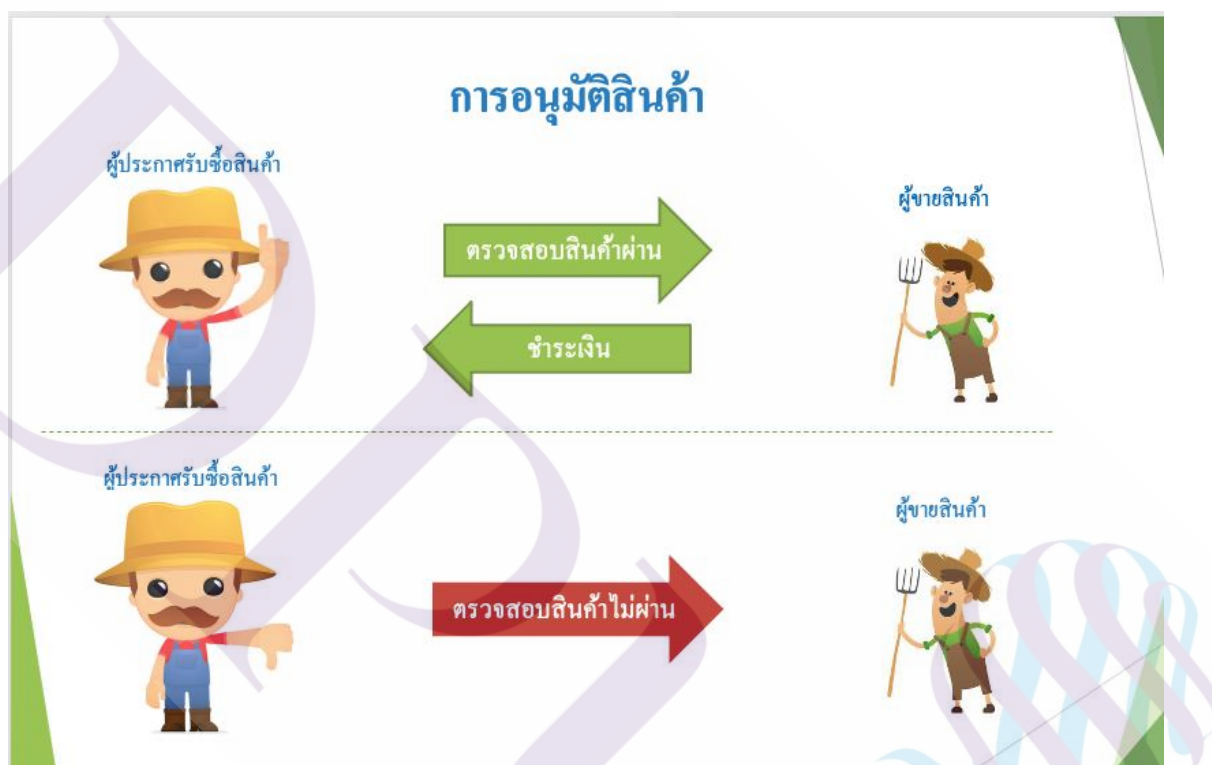 การอนุมัติสินค้า
ผู้ประกาศรับซื้อสินค้า
ผู้ขายสินค้า
ตรวจสอบสินค้าผ่าน
ชำระเงิน
ผู้ประกาศรับซื้อสินค้า
ผู้ขายสินค้า
ตรวจสอบสินค้าไม่ผ่าน